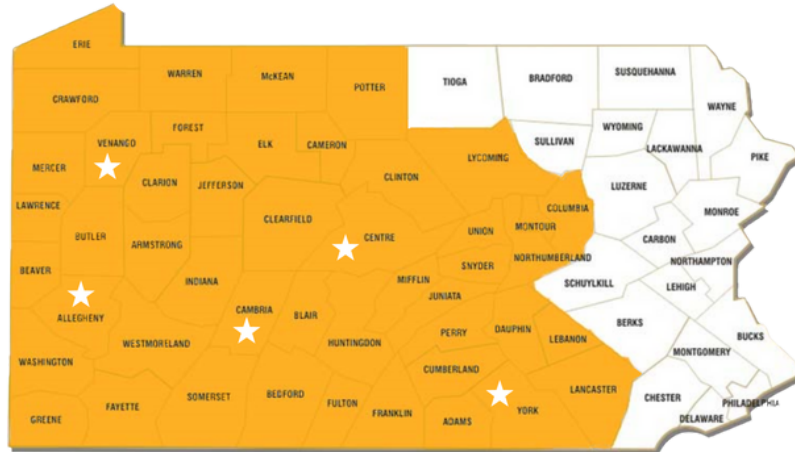 ERIE
WARREN
McKEAN
POTTER
TIOGA
BRADFORD
SUSQUEHANNA
CRAWFORD
WAYNE
FOREST
VENANGO
ELK
CAMERON
LYCOMING
SULLIVAN
WYOMING
LACKAWANNA
PIKE
MERCER
CLARION
JEFFERSON
CLINTON
LUZERNE
LAWRENCE
CLEARFIELD
COLUMBIA
MONROE
BUTLER
ARMSTRONG
CENTRE
UNION
MONTOUR
CARBON
BEAVER
INDIANA
MIFFLIN
SNYDER
NORTHUMBERLAND
NORTHAMPTON
SCHUYLKILL
LEHIGH
ALLEGHENY
CAMBRIA
BLAIR
JUNIATA
WESTMORELAND
HUNTINGDON
PERRY
DAUPHIN
LEBANON
BERKS
BUCKS
WASHINGTON
CUMBERLAND
MONTGOMERY
SOMERSET
BEDFORD
FULTON
FRANKLIN
LANCASTER
CHESTER
PHILADELPHIA
GREENE
FAYETTE
ADAMS
YORK
DELAWARE